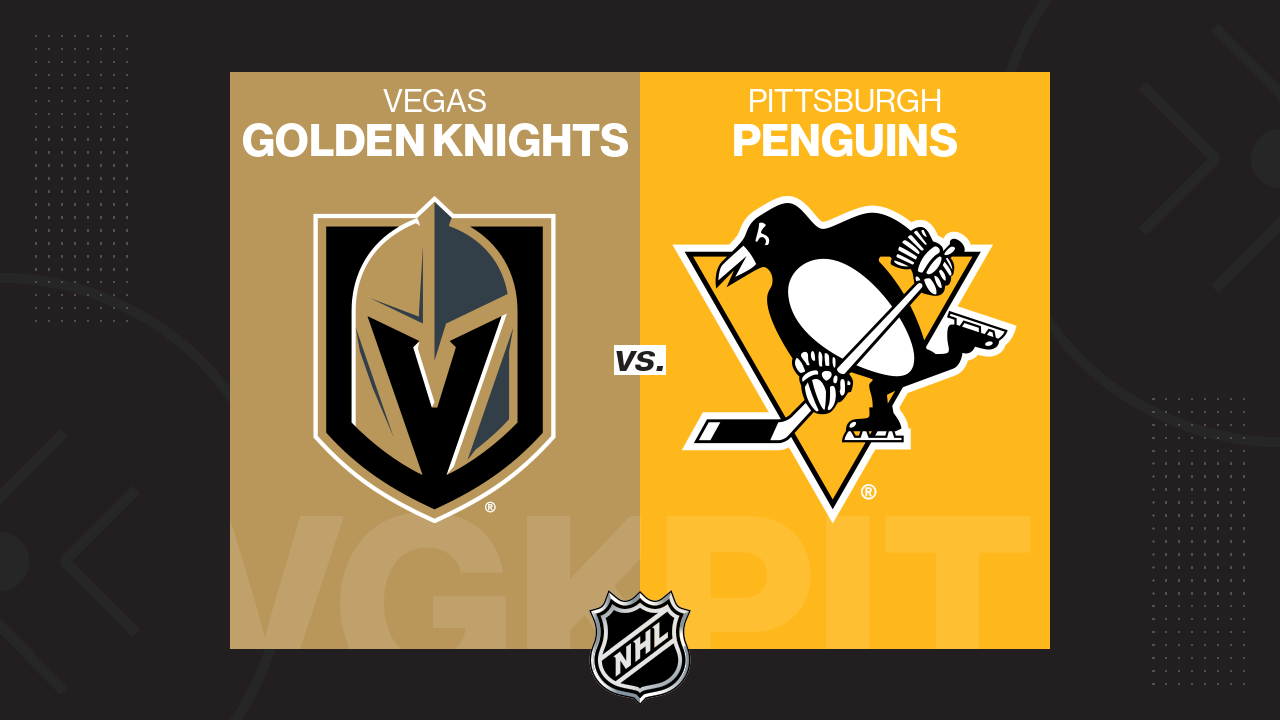 VEGAS
GOLDEN KNIGHTS
PITTSBURGH
PENGUINS
vs.
®
®
VGK
PIT
NHL